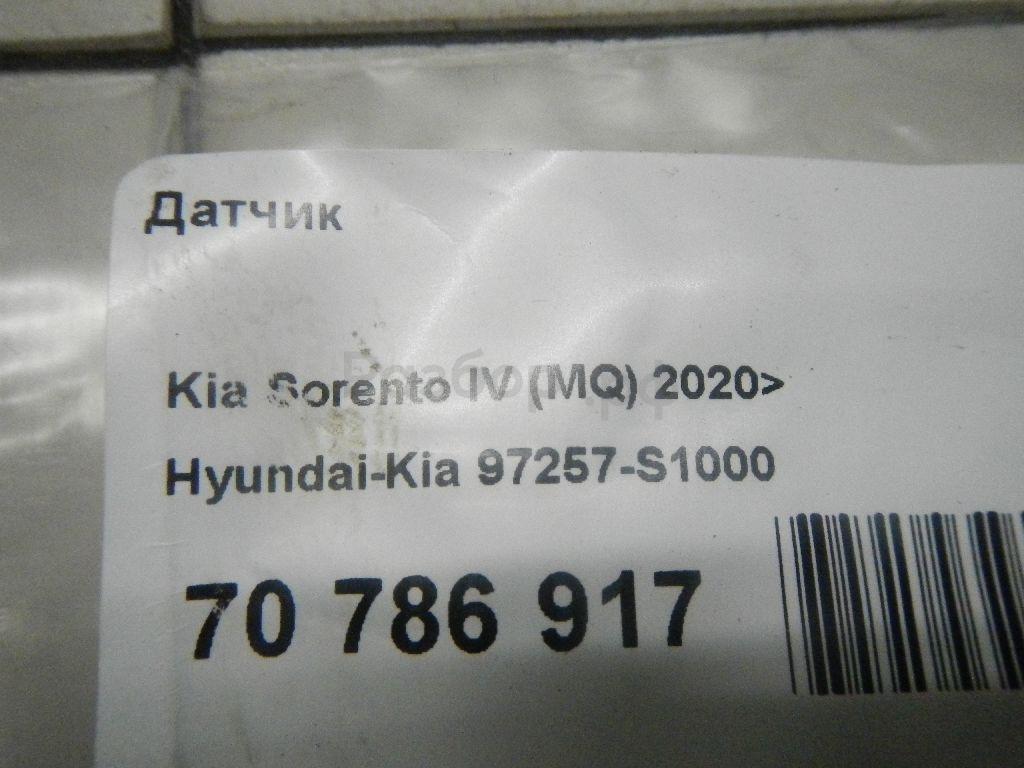 Датчик
Kia Sorento IV (MQ) 2020>
Hyundai-Kia 97257-S1000
70 786 917